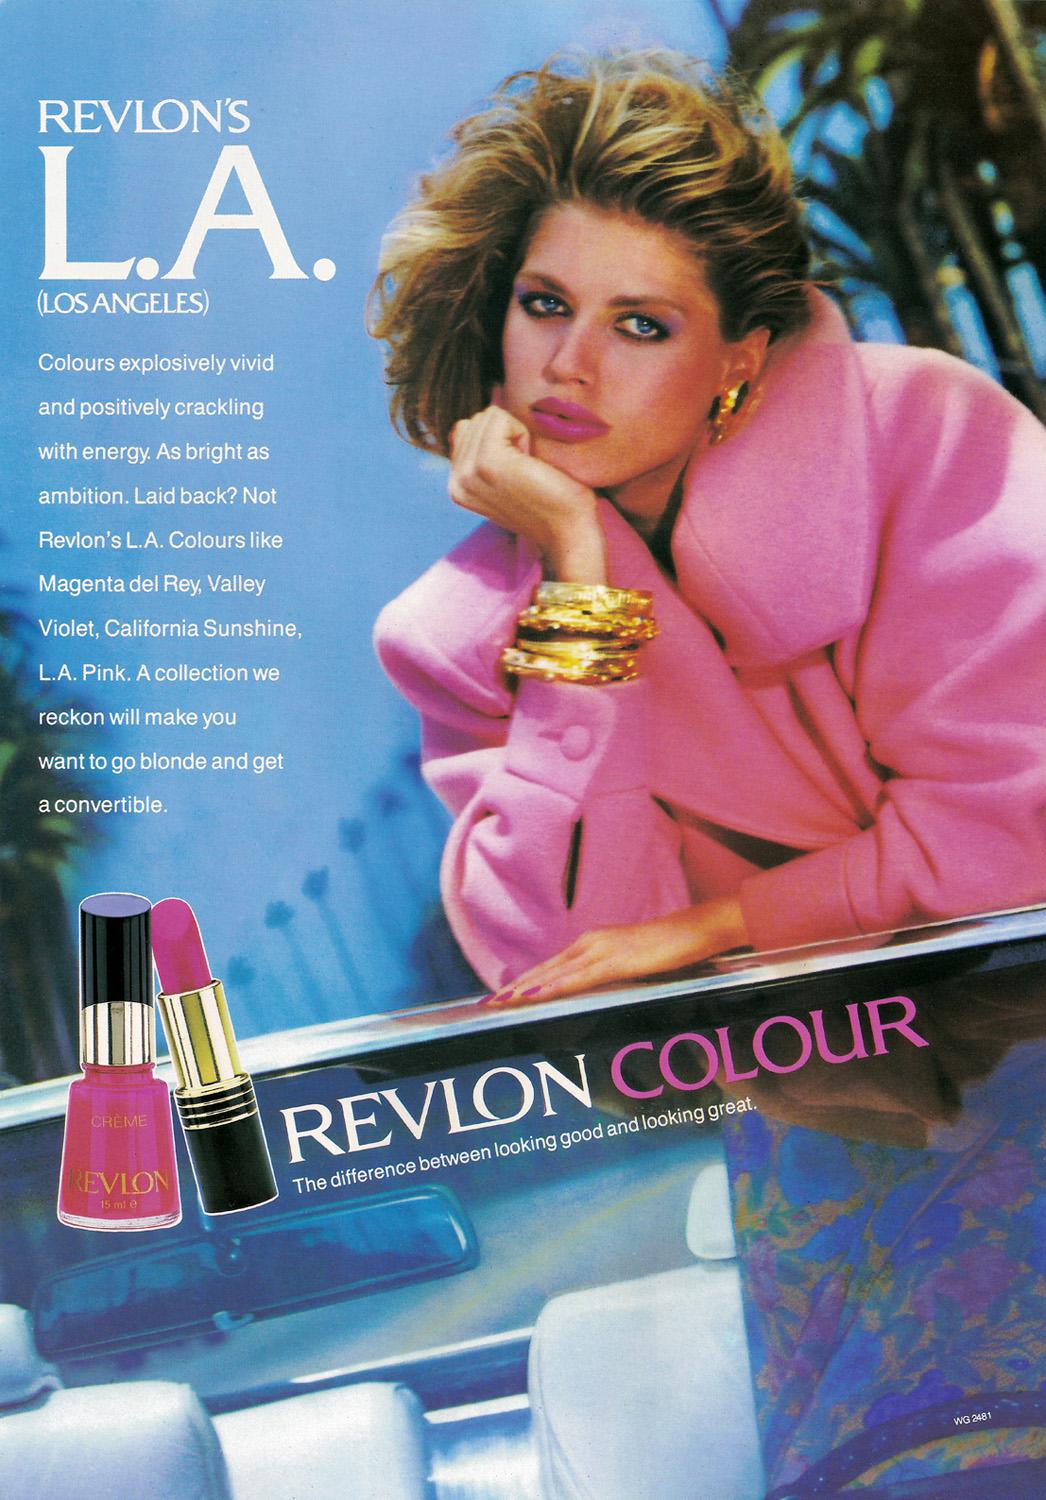 REVLON'S
L.A.
(LOS ANGELES)
Colours explosively vivid
and positively crackling
with energy. As bright as
ambition. Laid back? Not
Revlon's L.A. Colours like
Magenta del Rey, Valley
Violet, California Sunshine,
L.A. Pink. A collection we
reckon will make you
want to go blonde and get
a convertible.
CRÈME
REVLON
15 ml e
REVLON COLOUR
The difference between looking good and looking great.
WG 2481